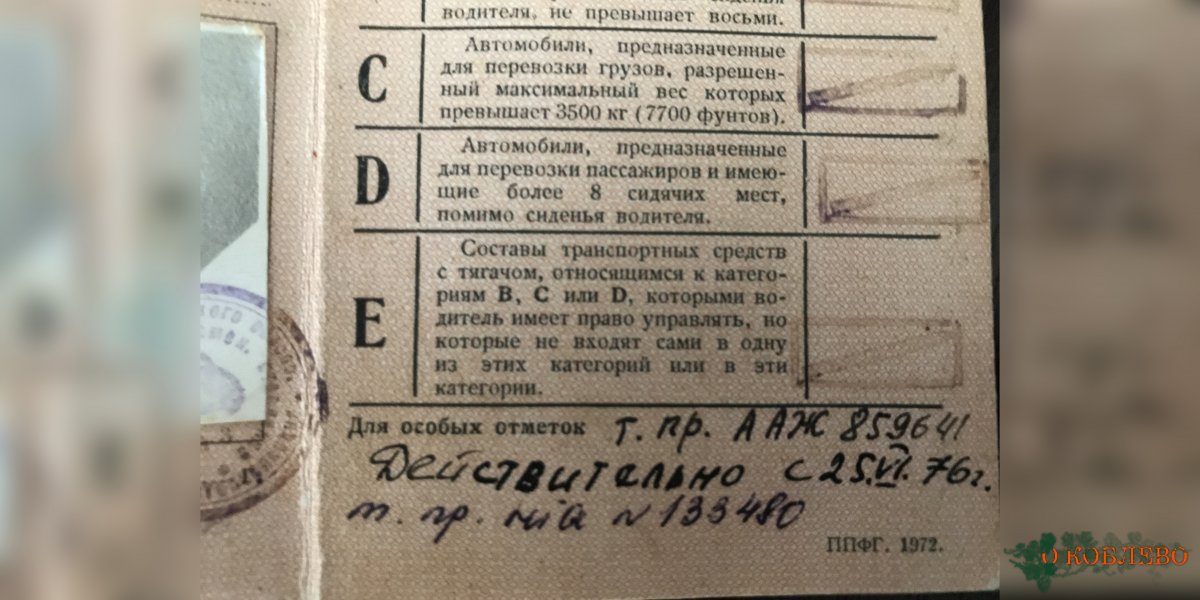 водителя, не превышает восьми.
C
Автомобили, предназначенные
для перевозки грузов, разрешен-
ный максимальный вес которых
превышает 3500 кг (7700 фунтов).
D
Автомобили, предназначенные
для перевозки пассажиров и имею-
щие более 8 сидячих мест,
помимо сиденья водителя.
E
Составы транспортных средств
с тягачом, относящимся к катего-
риям B, C или D, которыми во-
дитель имеет право управлять, но
которые не входят сами в одну
из этих категорий или в эти
категории.
Для особых отметок т. пр. ААЖ 859641
Действительно с 25.VI.76г.
т. пр. міа N 133480
ППФГ. 1972.
О КОБЛЕВО